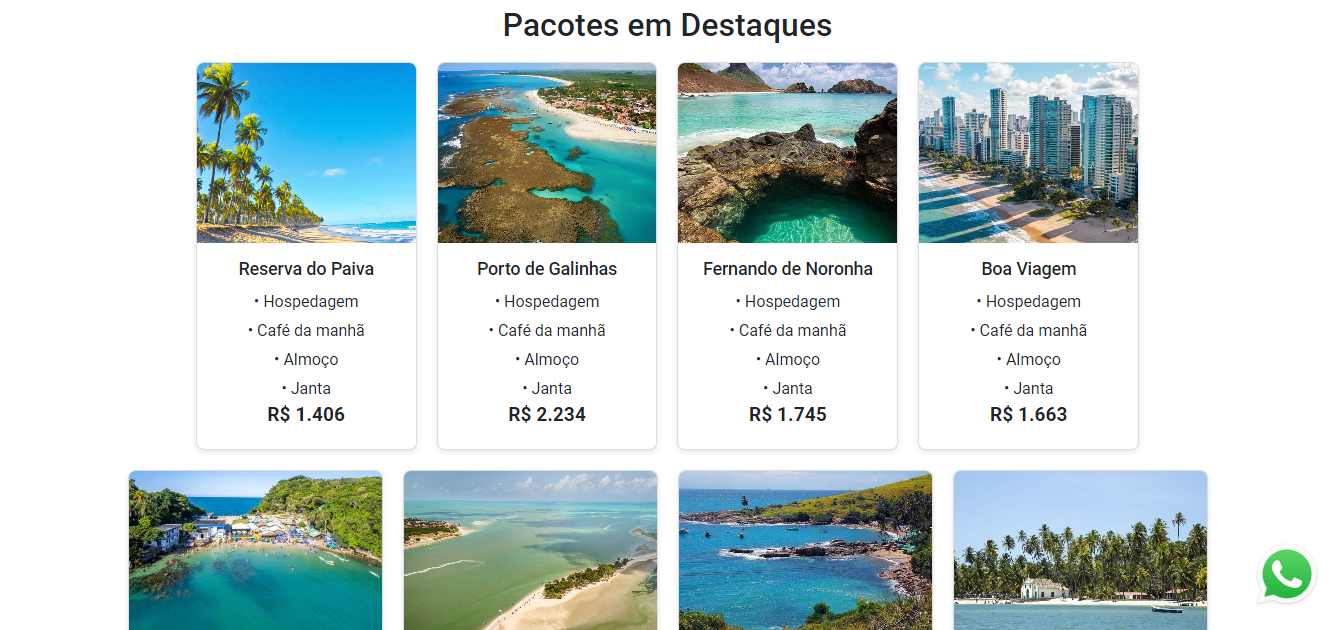 Pacotes em Destaques
Reserva do Paiva
• Hospedagem
• Café da manhã
• Almoço
• Janta
R$ 1.406
Porto de Galinhas
• Hospedagem
• Café da manhã
• Almoço
• Janta
R$ 2.234
Fernando de Noronha
• Hospedagem
• Café da manhã
• Almoço
• Janta
R$ 1.745
Boa Viagem
• Hospedagem
• Café da manhã
• Almoço
• Janta
R$ 1.663